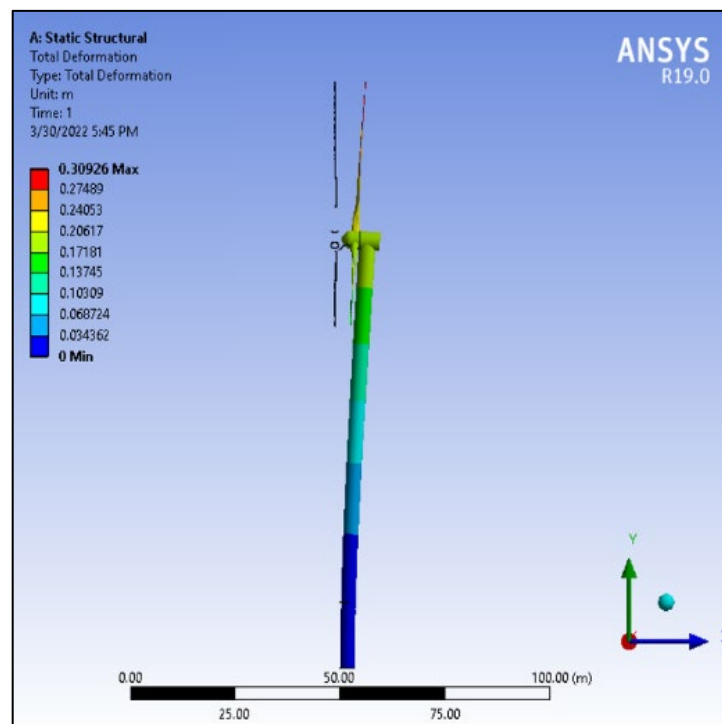 A: Static Structural
Total Deformation
Type: Total Deformation
Unit: m
Time: 1
3/30/2022 5:45 PM
ANSYS
R19.0
0.30926 Max
0.27489
0.24053
0.20617
0.17181
0.13745
0.10309
0.068724
0.034362
0 Min
Y
0.00 50.00 100.00 (m)
25.00 75.00